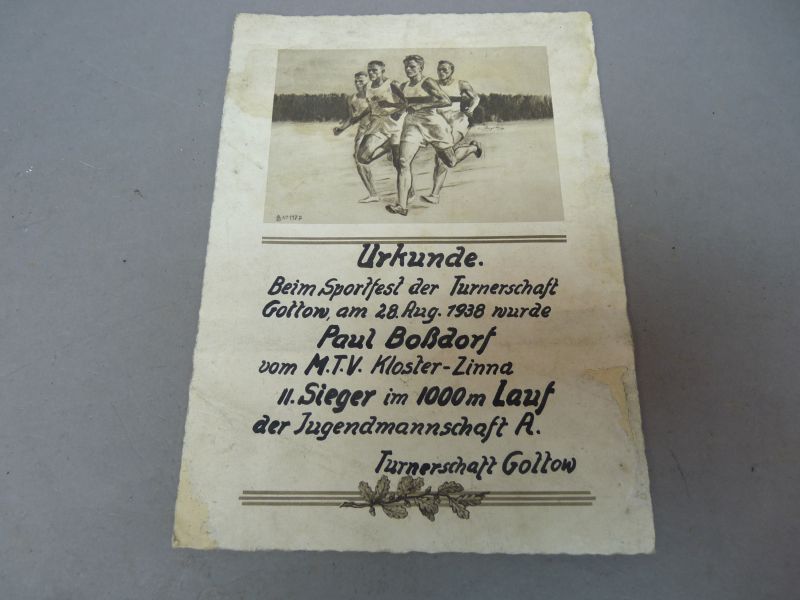 Urkunde.
Beim Sportfest der Turnerschaft
Gottow, am 28. Aug. 1938 wurde
Paul Boßdorf
vom M.T.V. Kloster-Zinna
II. Sieger im 1000m Lauf
der Jugendmannschaft A.
Turnerschaft Gottow